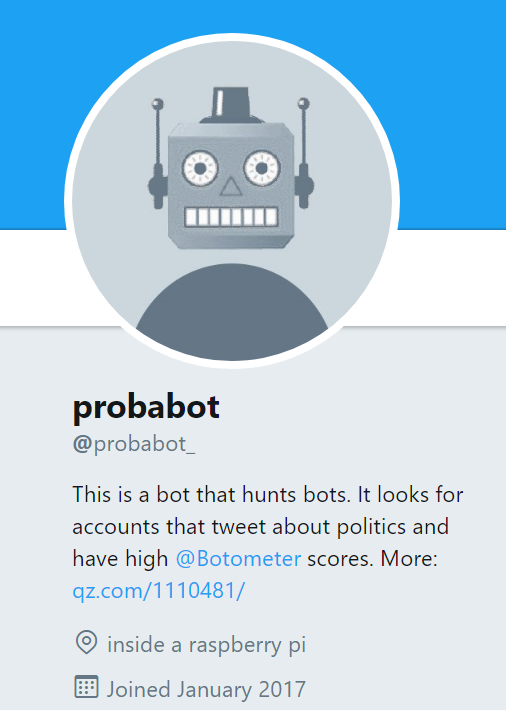 probabot
@probabot_
This is a bot that hunts bots. It looks for
accounts that tweet about politics and
have high @Botometer scores. More:
qz.com/1110481/
inside a raspberry pi
Joined January 2017